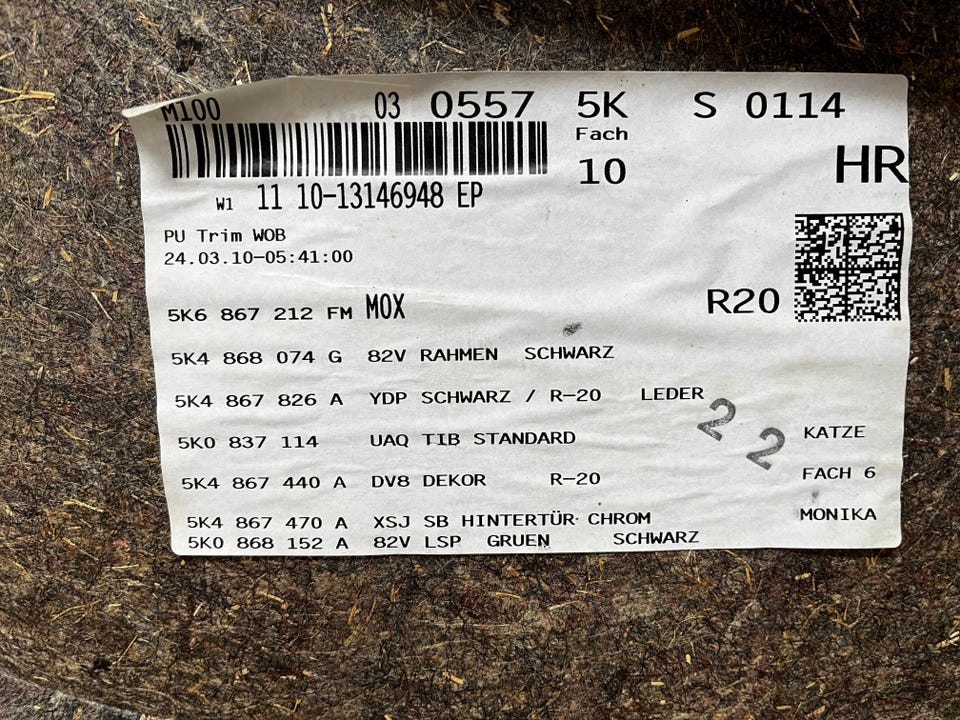 M100 03 0557 5K S 0114
Fach
10 HR
W1 11 10-13146948 EP
PU Trim WOB
24.03.10-05:41:00
R20
5K6 867 212 FM MOX
5K4 868 074 G 82V RAHMEN SCHWARZ
5K4 867 826 A YDP SCHWARZ / R-20 LEDER
2 2
5K0 837 114 UAQ TIB STANDARD KATZE
5K4 867 440 A DV8 DEKOR R-20 FACH 6
5K4 867 470 A XSJ SB HINTERTÜR CHROM MONIKA
5K0 868 152 A 82V LSP GRUEN SCHWARZ